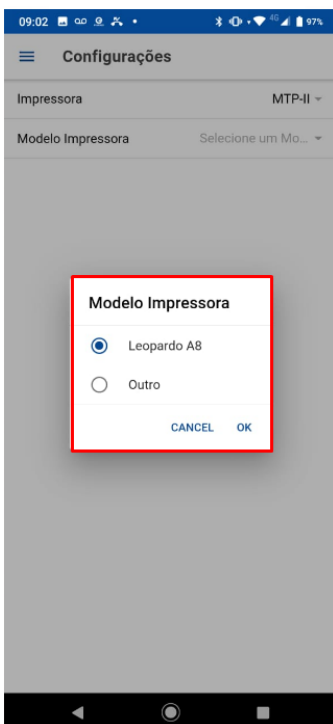 09:02 4G 97%
Configurações
Impressora MTP-II
Modelo Impressora Selecione um Mo...
Modelo Impressora
Leopardo A8
Outro
CANCEL OK